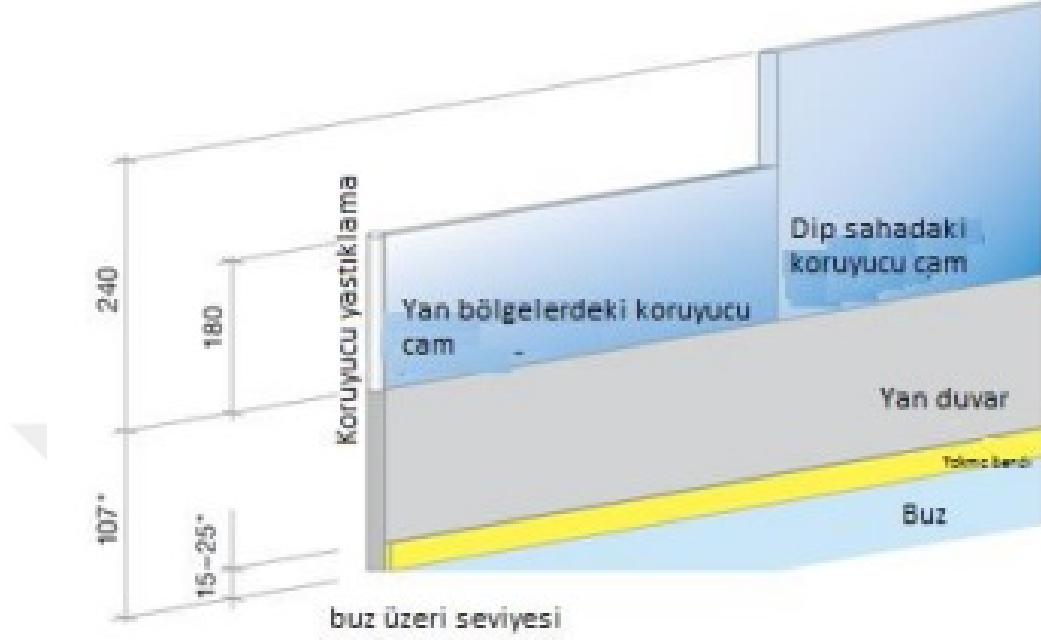 240
180
107*
15-25*
Koruyucu yastıklama
Dip sahadaki
koruyucu cam
Yan bölgelerdeki koruyucu
cam
Yan duvar
Buz
buz üzeri seviyesi